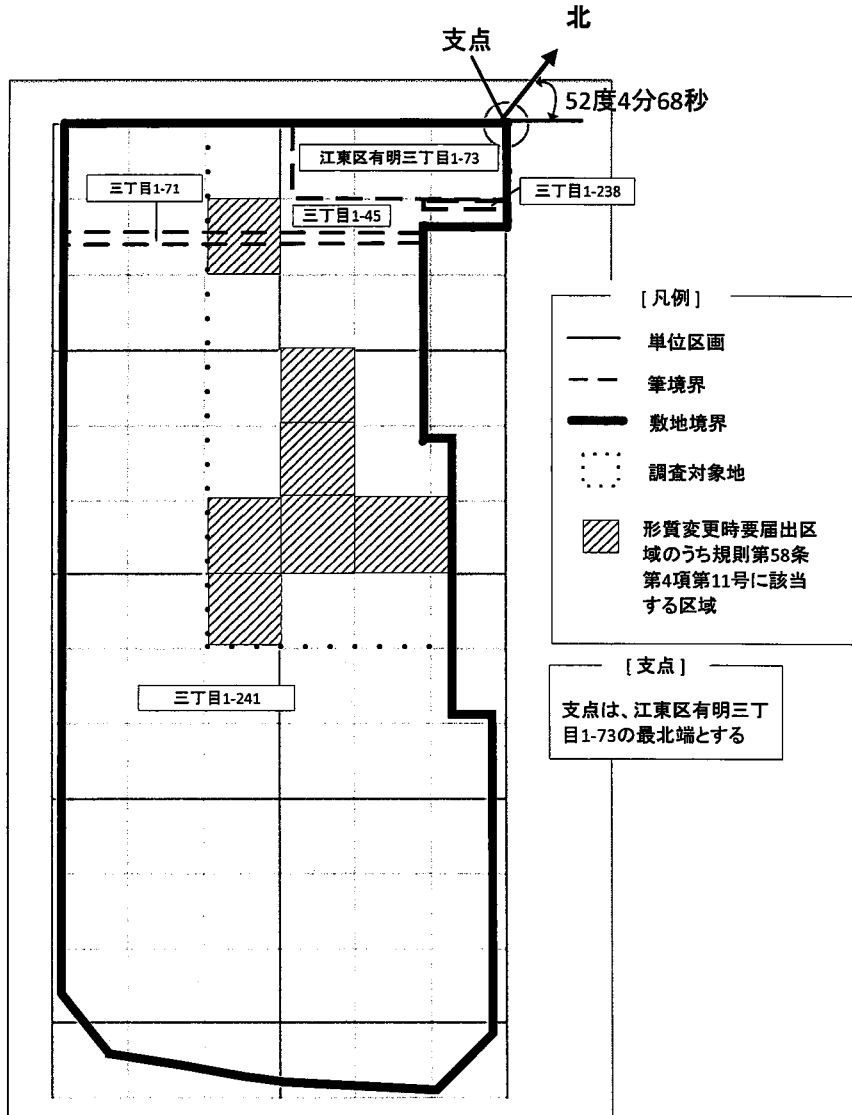 北
支点
52度4分68秒
江東区有明三丁目1-73
三丁目1-71
三丁目1-238
三丁目1-45
[凡例]
単位区画
筆境界
敷地境界
調査対象地
形質変更時要届出区
域のうち規則第58条
第4項第11号に該当
する区域
[支点]
支点は、江東区有明三丁
目1-73の最北端とする
三丁目1-241